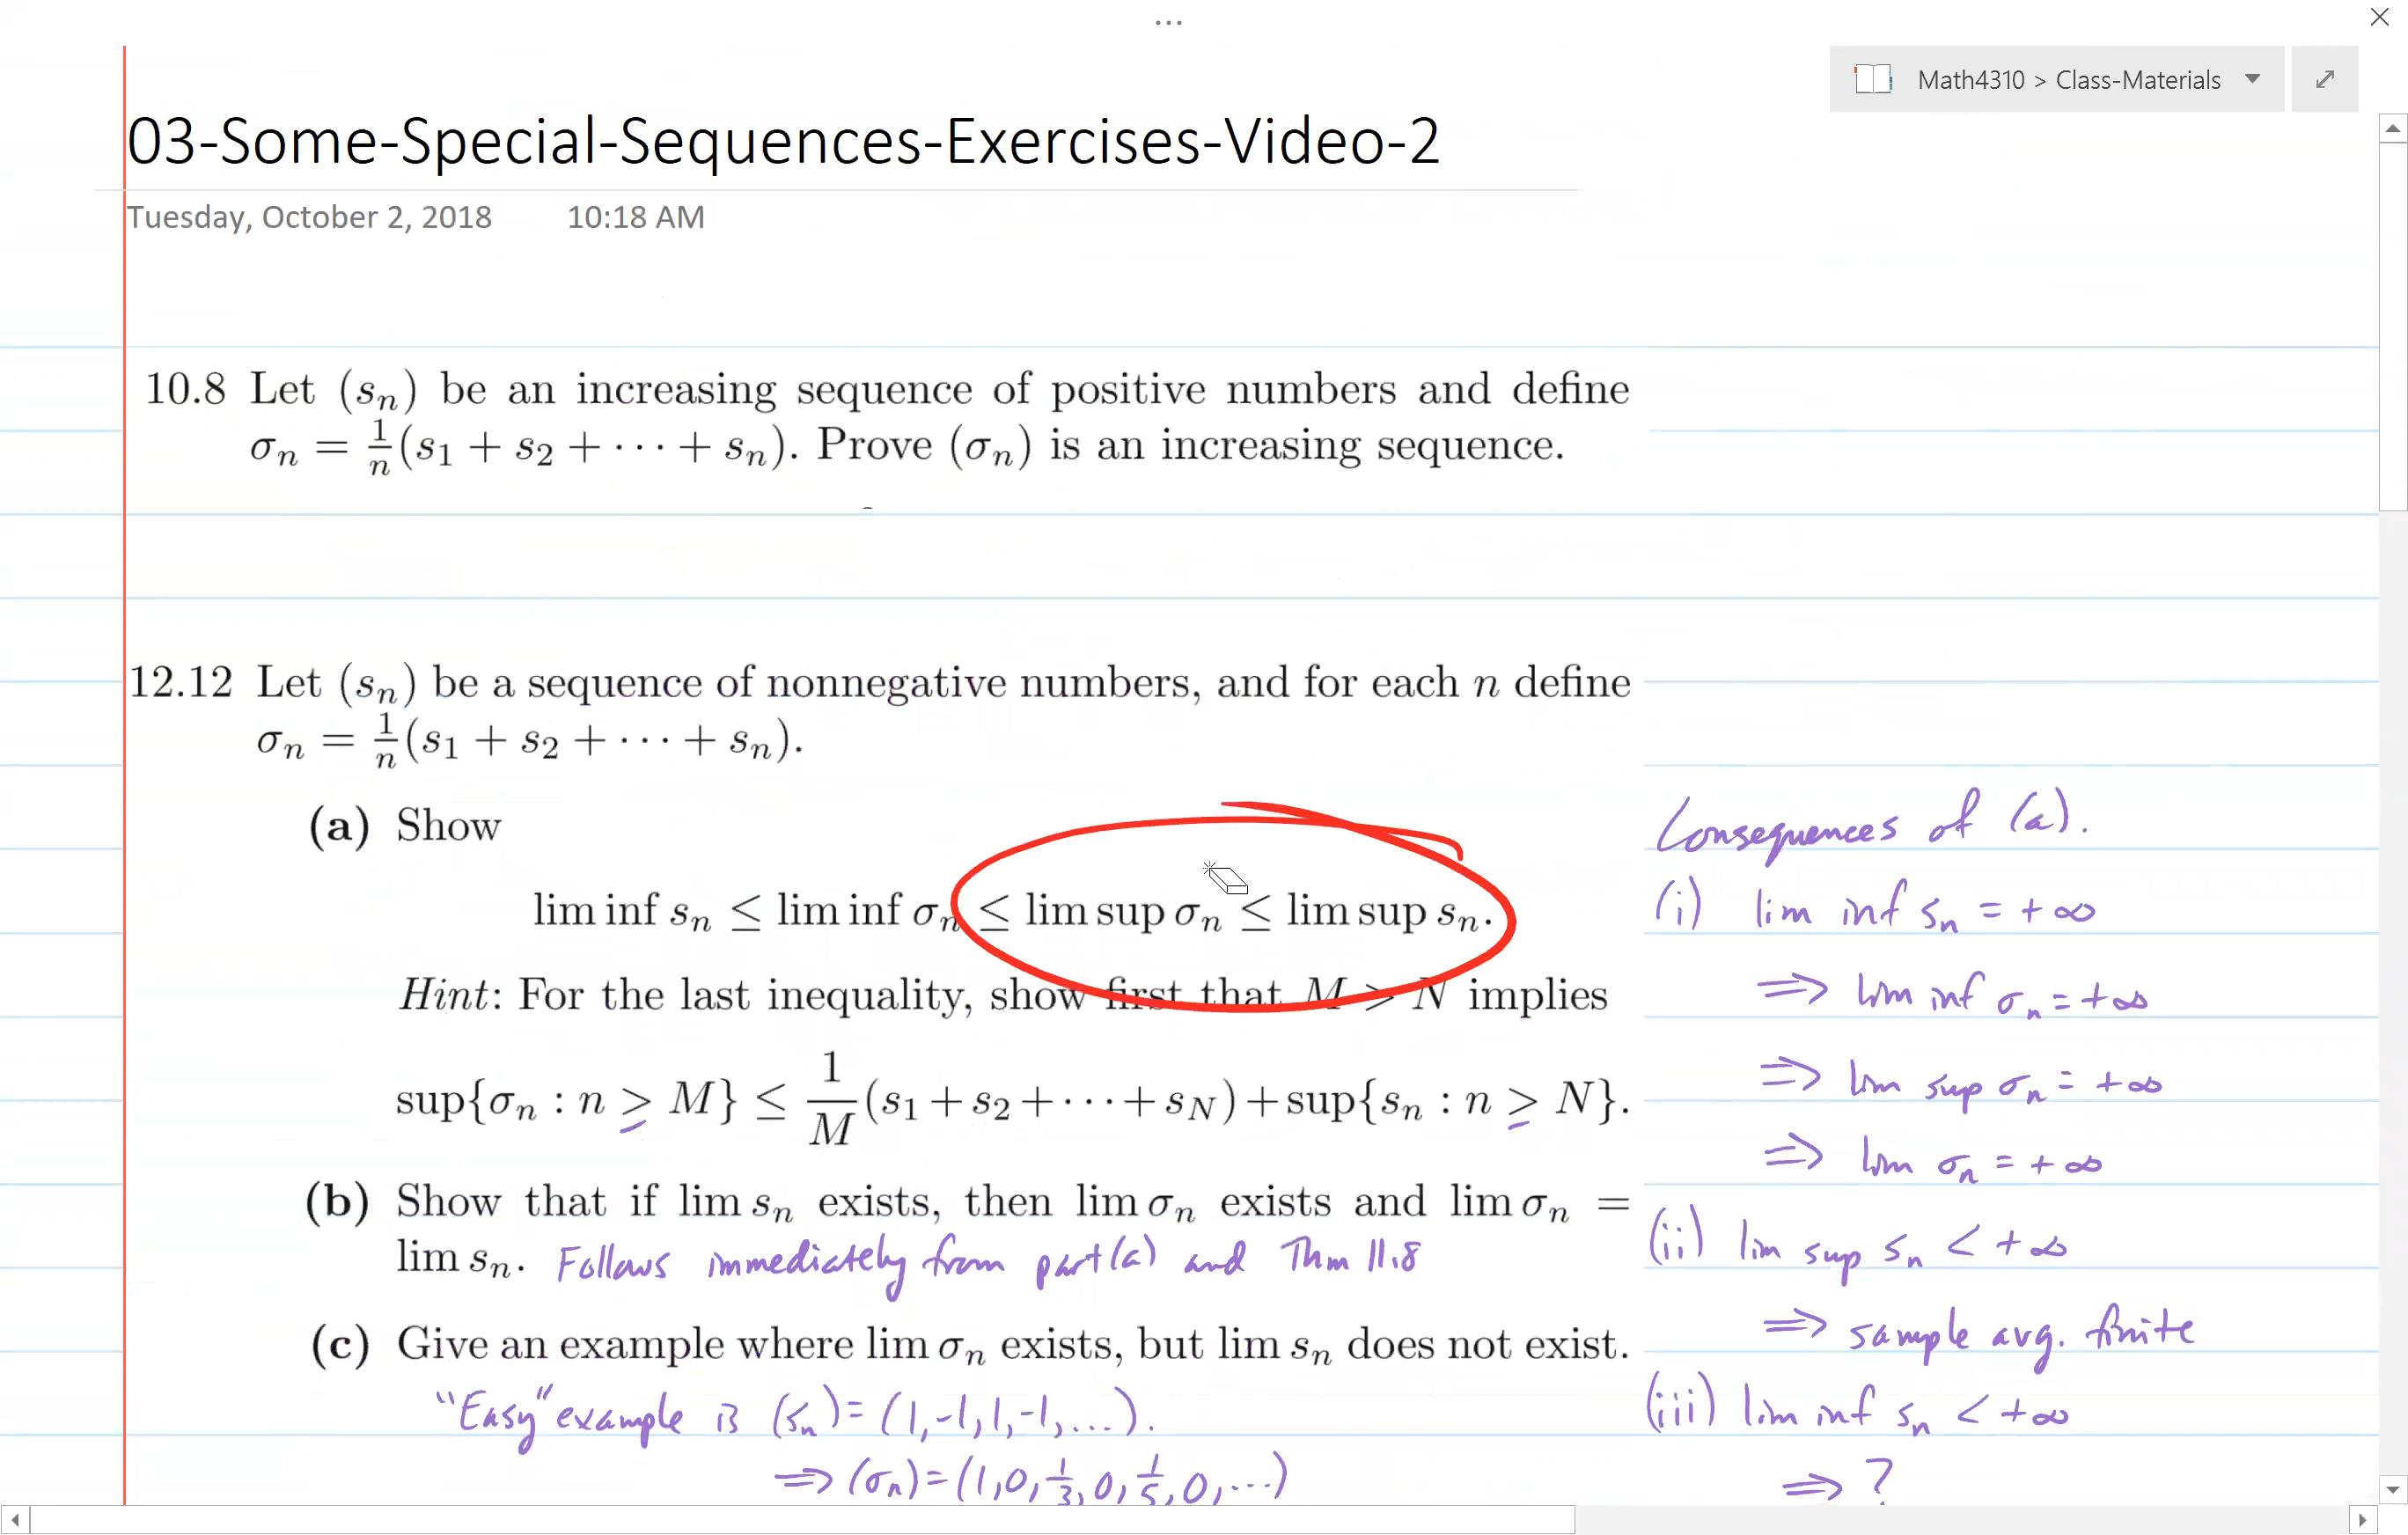 Math4310 > Class-Materials
03-Some-Special-Sequences-Exercises-Video-2
Tuesday, October 2, 2018 10:18 AM
10.8 Let (sₙ) be an increasing sequence of positive numbers and define
σₙ = 1/n (s₁ + s₂ + ⋯ + sₙ). Prove (σₙ) is an increasing sequence.
12.12 Let (sₙ) be a sequence of nonnegative numbers, and for each n define
σₙ = 1/n (s₁ + s₂ + ⋯ + sₙ).
(a) Show
lim inf sₙ ≤ lim inf σₙ ≤ lim sup σₙ ≤ lim sup sₙ.
Hint: For the last inequality, show first that M > N implies
sup{σₙ : n ≥ M} ≤ 1/M (s₁ + s₂ + ⋯ + s_N) + sup{sₙ : n ≥ N}.
(b) Show that if lim sₙ exists, then lim σₙ exists and lim σₙ =
lim sₙ. Follows immediately from part (a) and Thm 11.8
(c) Give an example where lim σₙ exists, but lim sₙ does not exist.
"Easy" example is (sₙ) = (1, -1, 1, -1, ...).
⇒ (σₙ) = (1, 0, 1/3, 0, 1/5, 0, ...)
Consequences of (a).
(i) lim inf sₙ = +∞
⇒ lim inf σₙ = +∞
⇒ lim sup σₙ = +∞
⇒ lim σₙ = +∞
(ii) lim sup sₙ < +∞
⇒ sample avg. finite
(iii) lim inf sₙ < +∞
⇒ ?